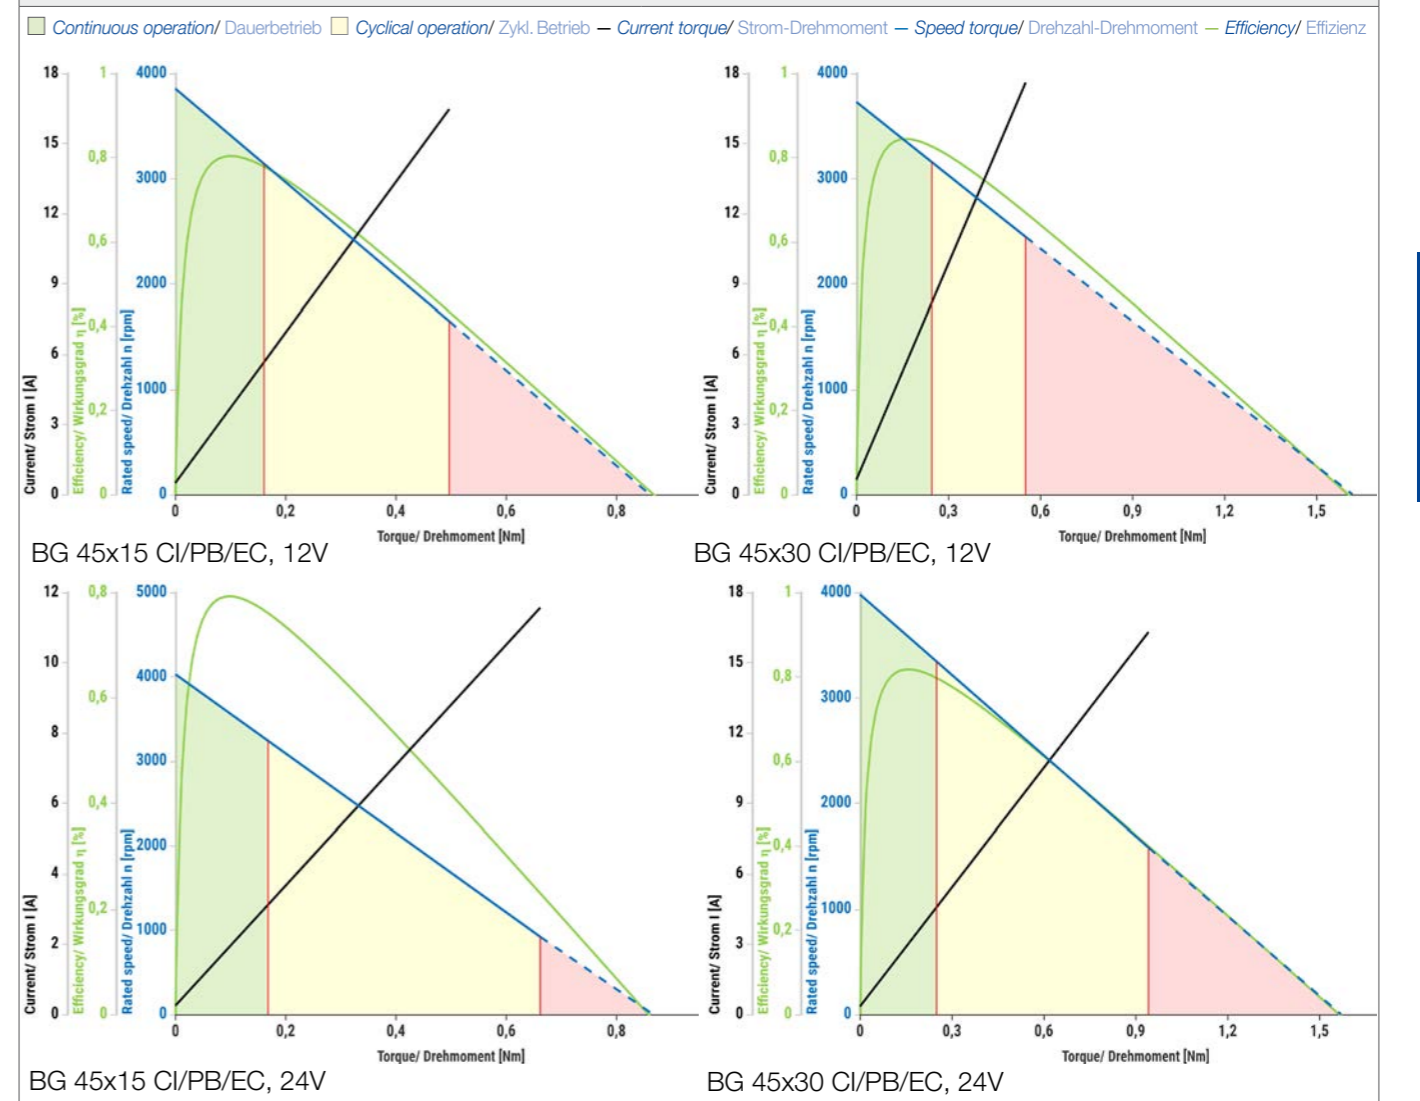 Continuous operation/ Dauerbetrieb Cyclical operation/ Zykl. Betrieb — Current torque/ Strom-Drehmoment — Speed torque/ Drehzahl-Drehmoment — Efficiency/ Effizienz
18
15
12
9
6
3
0
Current/ Strom I [A]
1
0,8
0,6
0,4
0,2
0
Efficiency/ Wirkungsgrad η [%]
4000
3000
2000
1000
0
Rated speed/ Drehzahl n [rpm]
0 0,2 0,4 0,6 0,8
Torque/ Drehmoment [Nm]
BG 45x15 CI/PB/EC, 12V
18
15
12
9
6
3
0
Current/ Strom I [A]
1
0,8
0,6
0,4
0,2
0
Efficiency/ Wirkungsgrad η [%]
4000
3000
2000
1000
0
Rated speed/ Drehzahl n [rpm]
0 0,3 0,6 0,9 1,2 1,5
Torque/ Drehmoment [Nm]
BG 45x30 CI/PB/EC, 12V
12
10
8
6
4
2
0
Current/ Strom I [A]
0,8
0,6
0,4
0,2
0
Efficiency/ Wirkungsgrad η [%]
5000
4000
3000
2000
1000
0
Rated speed/ Drehzahl n [rpm]
0 0,2 0,4 0,6 0,8
Torque/ Drehmoment [Nm]
BG 45x15 CI/PB/EC, 24V
18
15
12
9
6
3
0
Current/ Strom I [A]
1
0,8
0,6
0,4
0,2
0
Efficiency/ Wirkungsgrad η [%]
4000
3000
2000
1000
0
Rated speed/ Drehzahl n [rpm]
0 0,3 0,6 0,9 1,2 1,5
Torque/ Drehmoment [Nm]
BG 45x30 CI/PB/EC, 24V